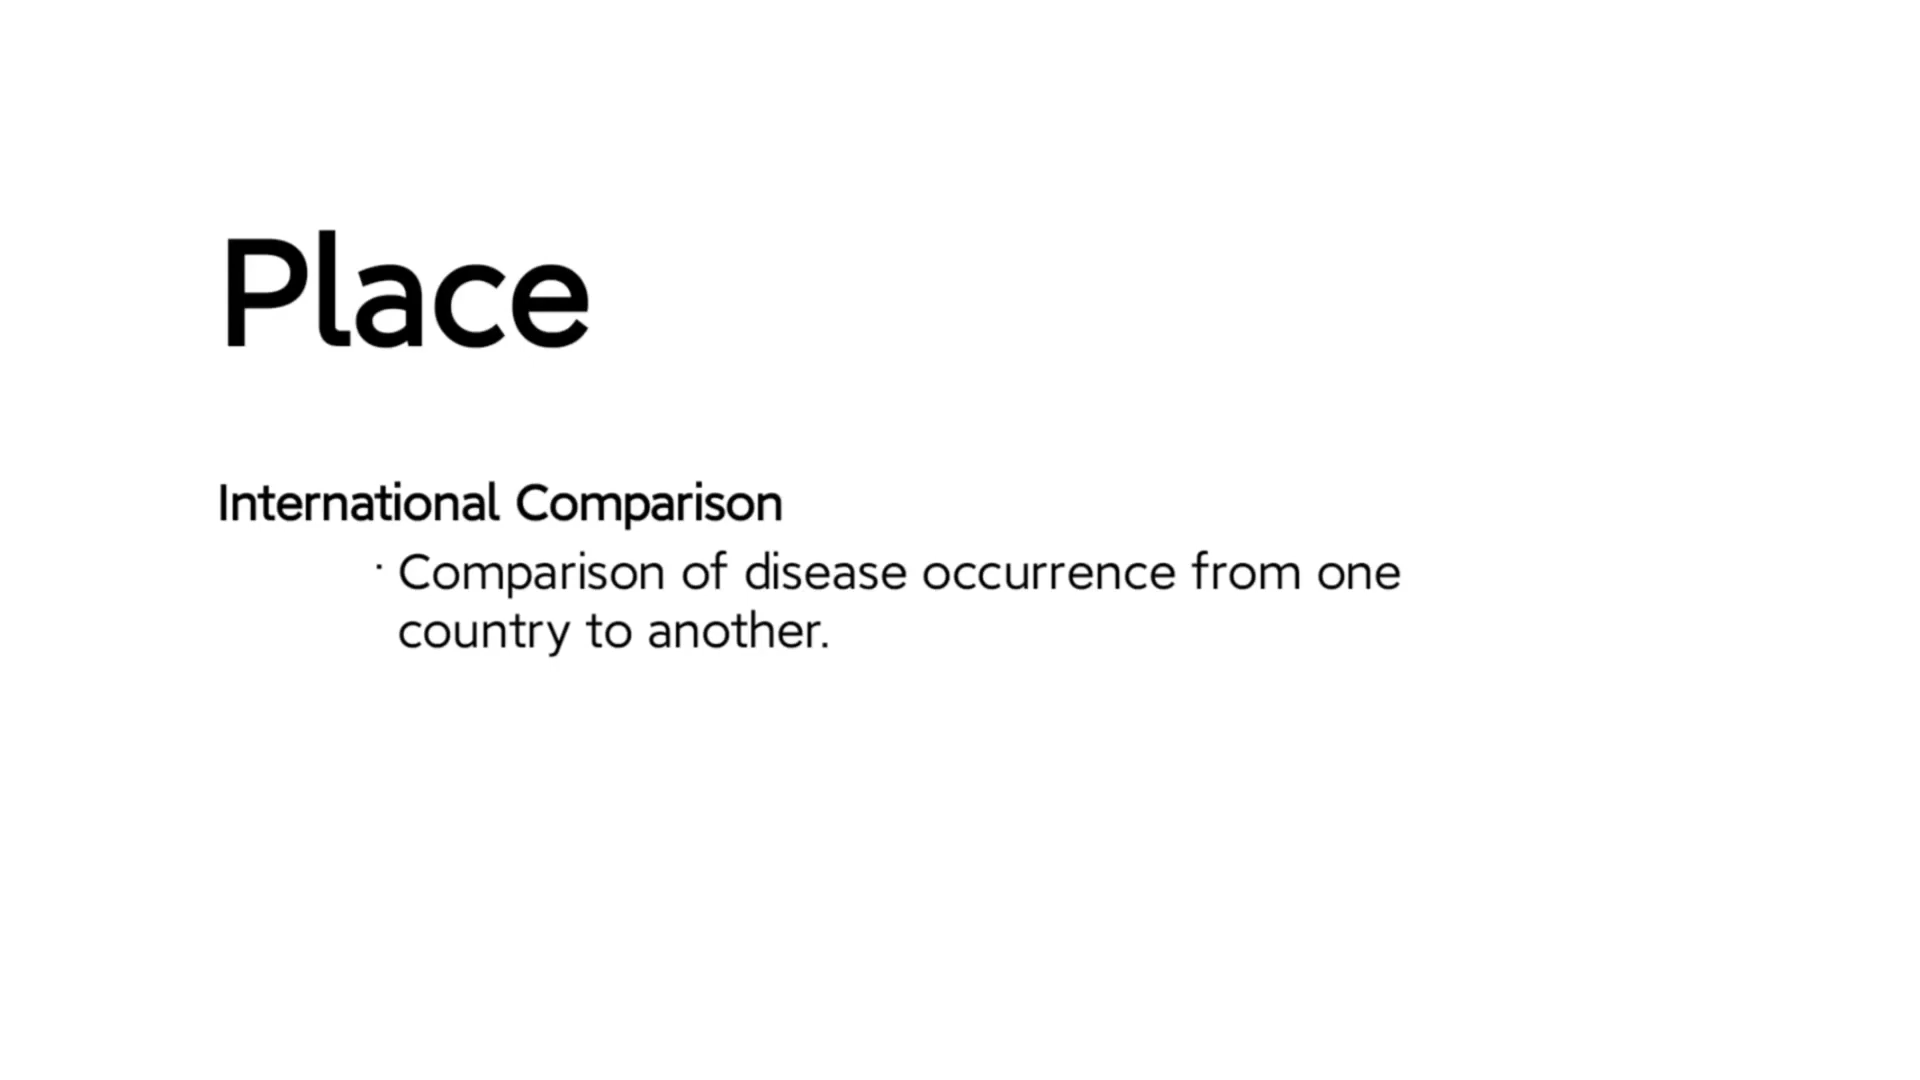 Place
International Comparison
· Comparison of disease occurrence from one
country to another.